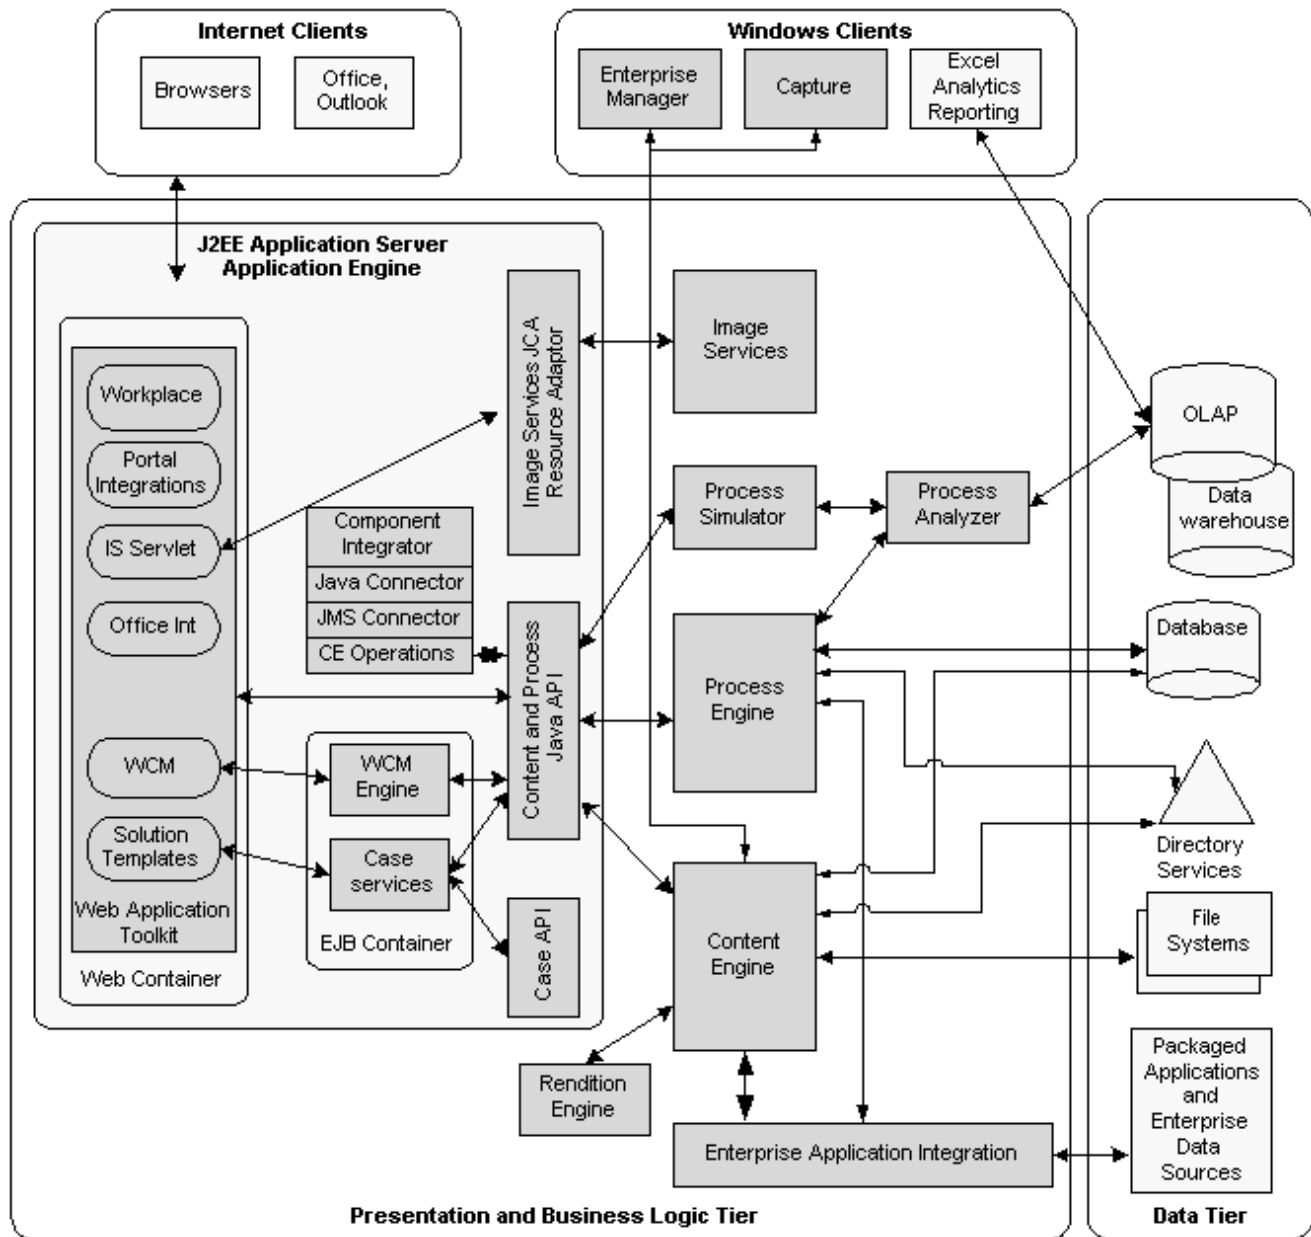 Internet Clients
Browsers
Office,
Outlook
Windows Clients
Enterprise
Manager
Capture
Excel
Analytics
Reporting
J2EE Application Server
Application Engine
Workplace
Portal
Integrations
IS Servlet
Office Int
WCM
Solution
Templates
Web Application
Toolkit
Web Container
Component
Integrator
Java Connector
JMS Connector
CE Operations
WCM
Engine
Case
services
EJB Container
Image Services JCA
Resource Adaptor
Content and Process
Java API
Case API
Image
Services
Process
Simulator
Process
Analyzer
Process
Engine
Content
Engine
Rendition
Engine
Enterprise Application Integration
Presentation and Business Logic Tier
OLAP
Data
warehouse
Database
Directory
Services
File
Systems
Packaged
Applications
and
Enterprise
Data
Sources
Data Tier